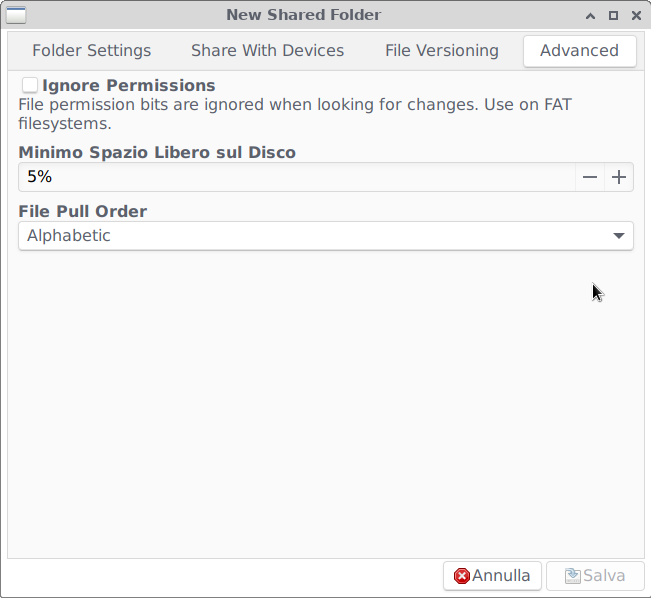 New Shared Folder
Folder Settings Share With Devices File Versioning Advanced
Ignore Permissions
File permission bits are ignored when looking for changes. Use on FAT
filesystems.
Minimo Spazio Libero sul Disco
5%
File Pull Order
Alphabetic
Annulla Salva